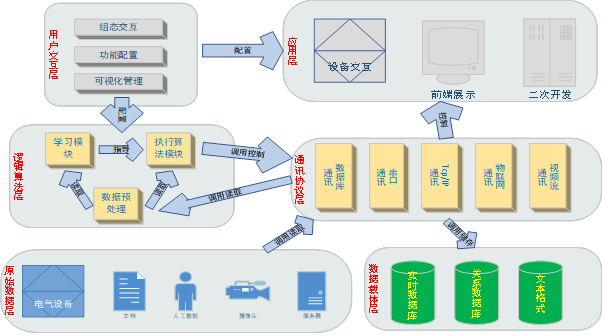 用户交互层
组态交互
功能配置
可视化管理
配置
应用层
设备交互
前端展示
二次开发
配置
控制
逻辑算法层
学习模块
指导
执行算法模块
读取
数据预处理
读取
调用控制
调用读取
通讯协议层
数据库通讯
串口通讯
Tcp/IP通讯
物联网通讯
视频流通讯
调用读取
调用储存
原始数据层
电气设备
文档
人工数据
摄像头
服务器
数据载体层
实时数据库
关系数据库
文本格式